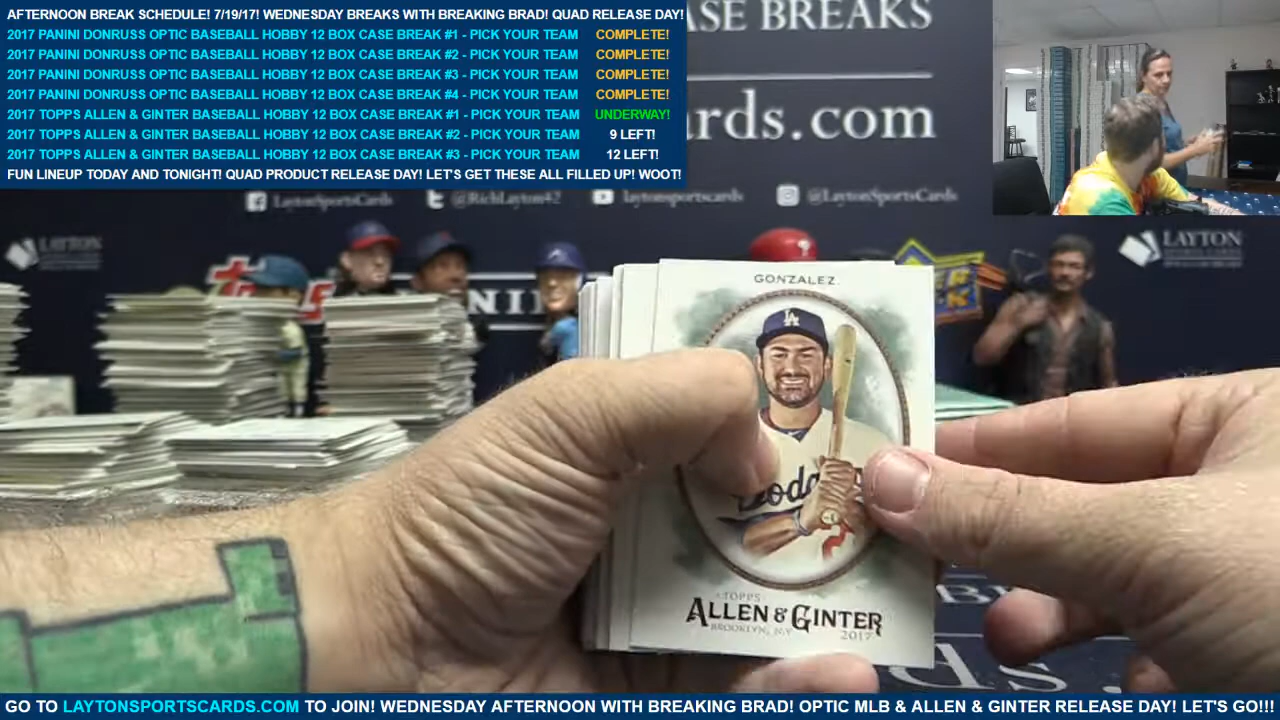 AFTERNOON BREAK SCHEDULE! 7/19/17! WEDNESDAY BREAKS WITH BREAKING BRAD! QUAD RELEASE DAY!
2017 PANINI DONRUSS OPTIC BASEBALL HOBBY 12 BOX CASE BREAK #1 - PICK YOUR TEAM COMPLETE!
2017 PANINI DONRUSS OPTIC BASEBALL HOBBY 12 BOX CASE BREAK #2 - PICK YOUR TEAM COMPLETE!
2017 PANINI DONRUSS OPTIC BASEBALL HOBBY 12 BOX CASE BREAK #3 - PICK YOUR TEAM COMPLETE!
2017 PANINI DONRUSS OPTIC BASEBALL HOBBY 12 BOX CASE BREAK #4 - PICK YOUR TEAM COMPLETE!
2017 TOPPS ALLEN & GINTER BASEBALL HOBBY 12 BOX CASE BREAK #1 - PICK YOUR TEAM UNDERWAY!
2017 TOPPS ALLEN & GINTER BASEBALL HOBBY 12 BOX CASE BREAK #2 - PICK YOUR TEAM 9 LEFT!
2017 TOPPS ALLEN & GINTER BASEBALL HOBBY 12 BOX CASE BREAK #3 - PICK YOUR TEAM 12 LEFT!
FUN LINEUP TODAY AND TONIGHT! QUAD PRODUCT RELEASE DAY! LET'S GET THESE ALL FILLED UP! WOOT!
ASE BREAKS
rds.com
LaytonSportsCards @RichLayton42 laytonsportscards @LaytonSportsCards
LAYTON
LAYTON
GONZALEZ
LA
Dod
TOPPS
ALLEN & GINTER
BROOKLYN, N.Y
2017
ds.
GO TO LAYTONSPORTSCARDS.COM TO JOIN! WEDNESDAY AFTERNOON WITH BREAKING BRAD! OPTIC MLB & ALLEN & GINTER RELEASE DAY! LET'S GO!!!